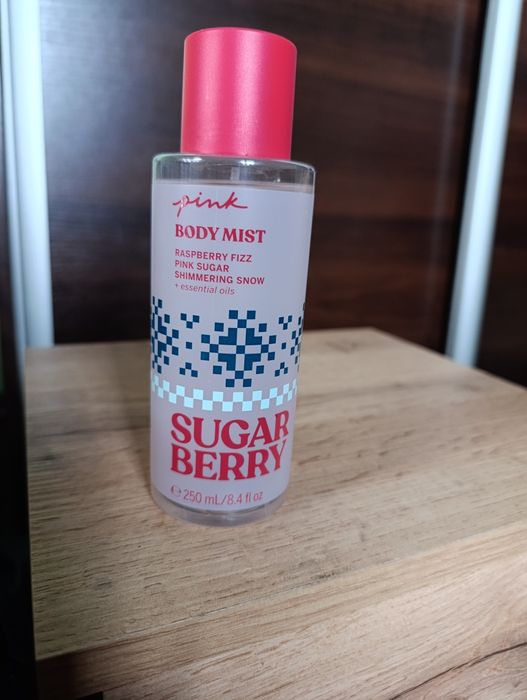 pink
BODY MIST
RASPBERRY FIZZ
PINK SUGAR
SHIMMERING SNOW
+ essential oils
SUGAR
BERRY
℮ 250 mL/8.4 fl oz